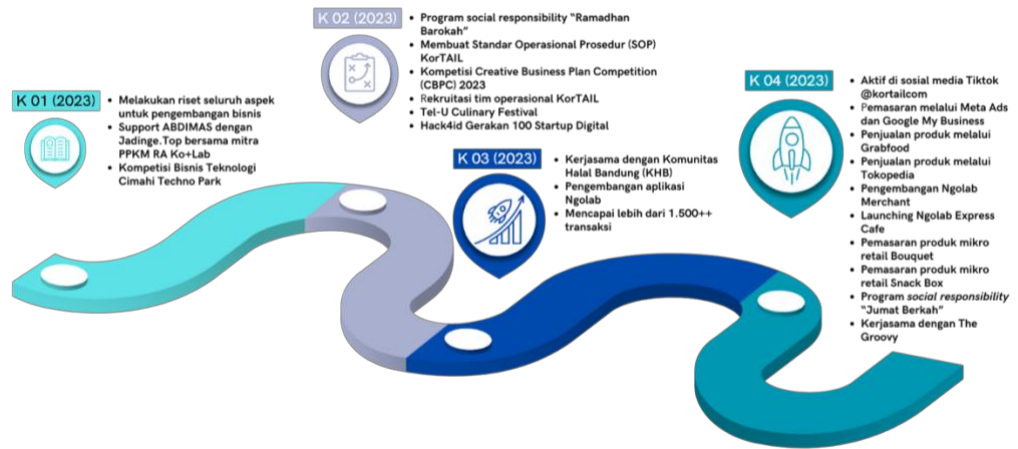 K 01 (2023)
• Melakukan riset seluruh aspek
untuk pengembangan bisnis
• Support ABDIMAS dengan
Jadinge.Top bersama mitra
PPKM RA Ko+Lab
• Kompetisi Bisnis Teknologi
Cimahi Techno Park
K 02 (2023)
• Program social responsibility "Ramadhan
Barokah"
• Membuat Standar Operasional Prosedur (SOP)
KorTAIL
• Kompetisi Creative Business Plan Competition
(CBPC) 2023
• Rekruitasi tim operasional KorTAIL
• Tel-U Culinary Festival
• Hack4id Gerakan 100 Startup Digital
K 03 (2023)
• Kerjasama dengan Komunitas
Halal Bandung (KHB)
• Pengembangan aplikasi
Ngolab
• Mencapai lebih dari 1.500++
transaksi
K 04 (2023)
• Aktif di sosial media Tiktok
@kortailcom
• Pemasaran melalui Meta Ads
dan Google My Business
• Penjualan produk melalui
Grabfood
• Penjualan produk melalui
Tokopedia
• Pengembangan Ngolab
Merchant
• Launching Ngolab Express
Cafe
• Pemasaran produk mikro
retail Bouquet
• Pemasaran produk mikro
retail Snack Box
• Program social responsibility
"Jumat Berkah"
• Kerjasama dengan The
Groovy